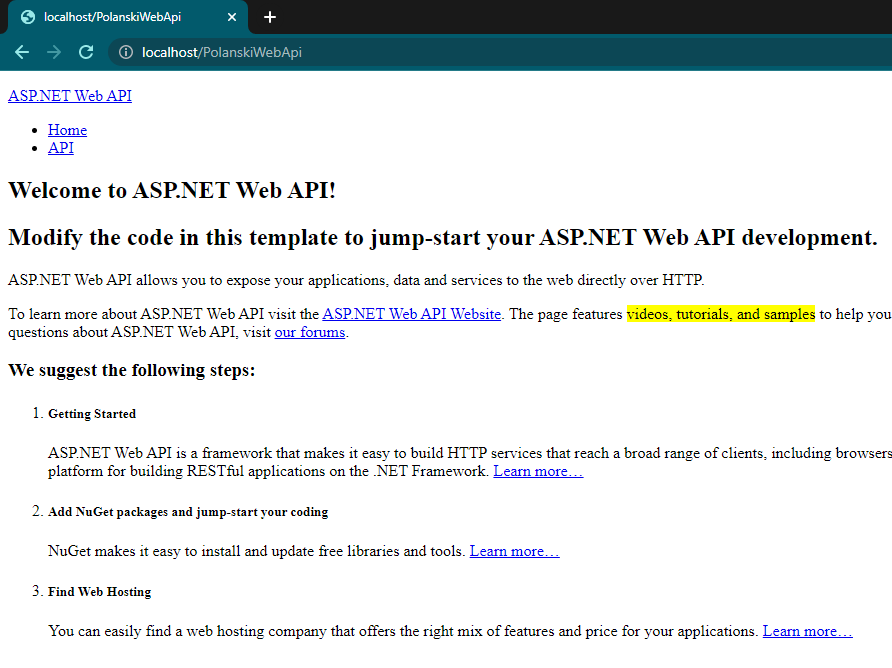 localhost/PolanskiWebApi
localhost/PolanskiWebApi
ASP.NET Web API
Home
API
Welcome to ASP.NET Web API!
Modify the code in this template to jump-start your ASP.NET Web API development.
ASP.NET Web API allows you to expose your applications, data and services to the web directly over HTTP.
To learn more about ASP.NET Web API visit the ASP.NET Web API Website. The page features videos, tutorials, and samples to help you
questions about ASP.NET Web API, visit our forums.
We suggest the following steps:
1. Getting Started
ASP.NET Web API is a framework that makes it easy to build HTTP services that reach a broad range of clients, including browsers
platform for building RESTful applications on the .NET Framework. Learn more…
2. Add NuGet packages and jump-start your coding
NuGet makes it easy to install and update free libraries and tools. Learn more…
3. Find Web Hosting
You can easily find a web hosting company that offers the right mix of features and price for your applications. Learn more…